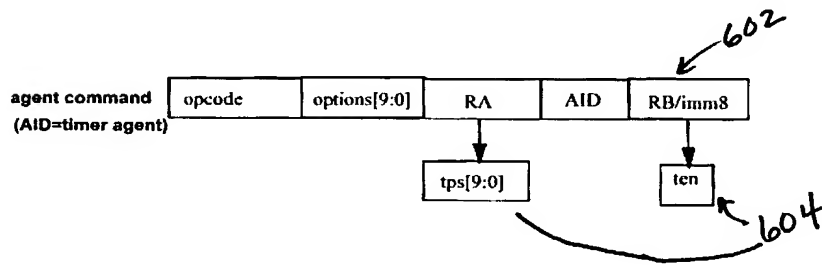 602
agent command
opcode options[9:0] RA AID RB/imm8
(AID=timer agent)
tps[9:0] ten
604